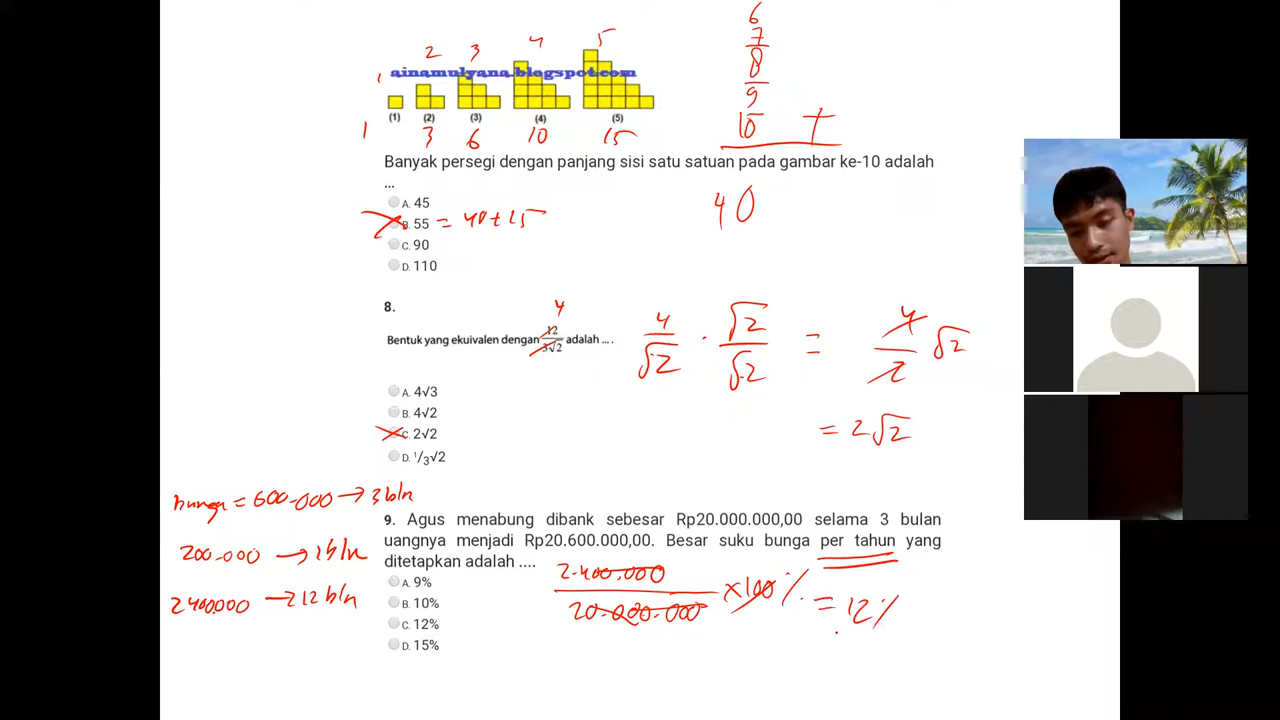 6
7
8
9
10 +
40
1 2 3 4 5
ainamulyana.blogspot.com
(1) (2) (3) (4) (5)
1 3 6 10 15
Banyak persegi dengan panjang sisi satu satuan pada gambar ke-10 adalah
...
A. 45
B. 55 = 40 + 15
C. 90
D. 110
8.
4
Bentuk yang ekuivalen dengan 12/3√2 adalah ... .
4/√2 · √2/√2 = 4/2 √2
= 2√2
A. 4√3
B. 4√2
C. 2√2
D. 1/3√2
bunga = 600.000 → 3 bln
200.000 → 1 bln
2400.000 → 12 bln
9. Agus menabung dibank sebesar Rp20.000.000,00 selama 3 bulan
uangnya menjadi Rp20.600.000,00. Besar suku bunga per tahun yang
ditetapkan adalah ....
2.400.000/20.000.000 x100% = 12%
A. 9%
B. 10%
C. 12%
D. 15%